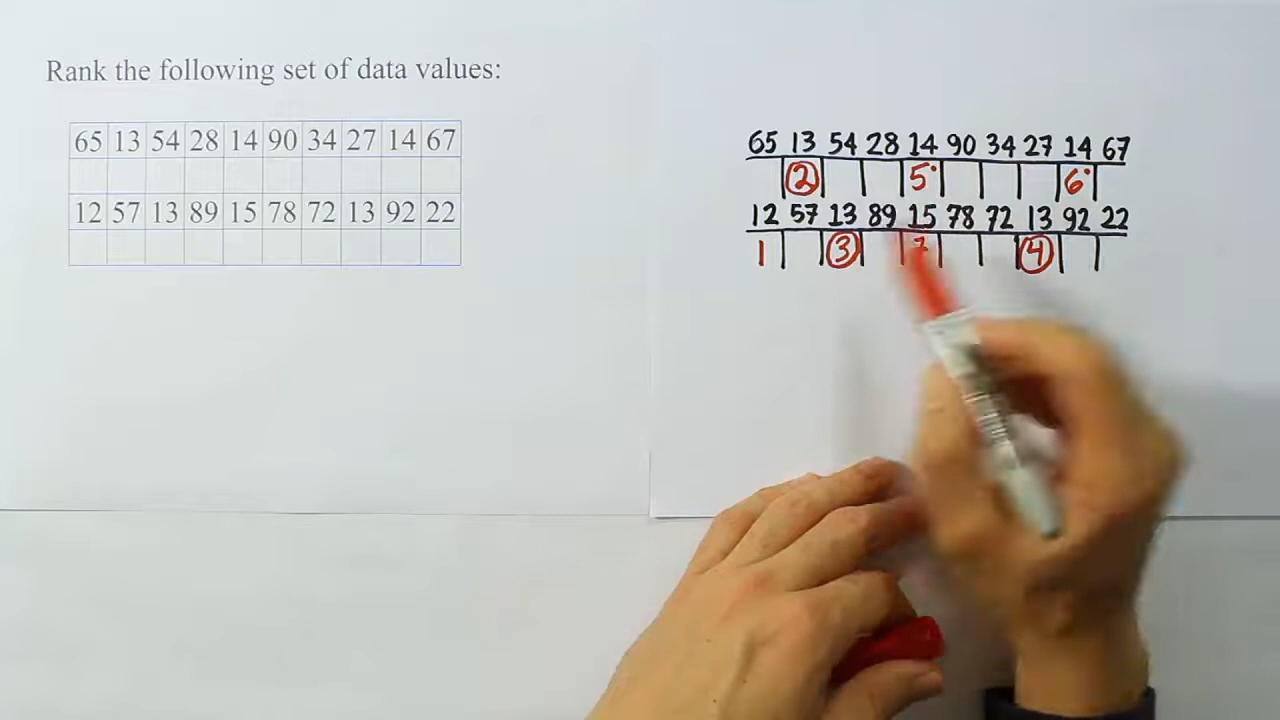 Rank the following set of data values:
65 13 54 28 14 90 34 27 14 67
12 57 13 89 15 78 72 13 92 22
65 13 54 28 14 90 34 27 14 67
2 5 6
12 57 13 89 15 78 72 13 92 22
1 3 4